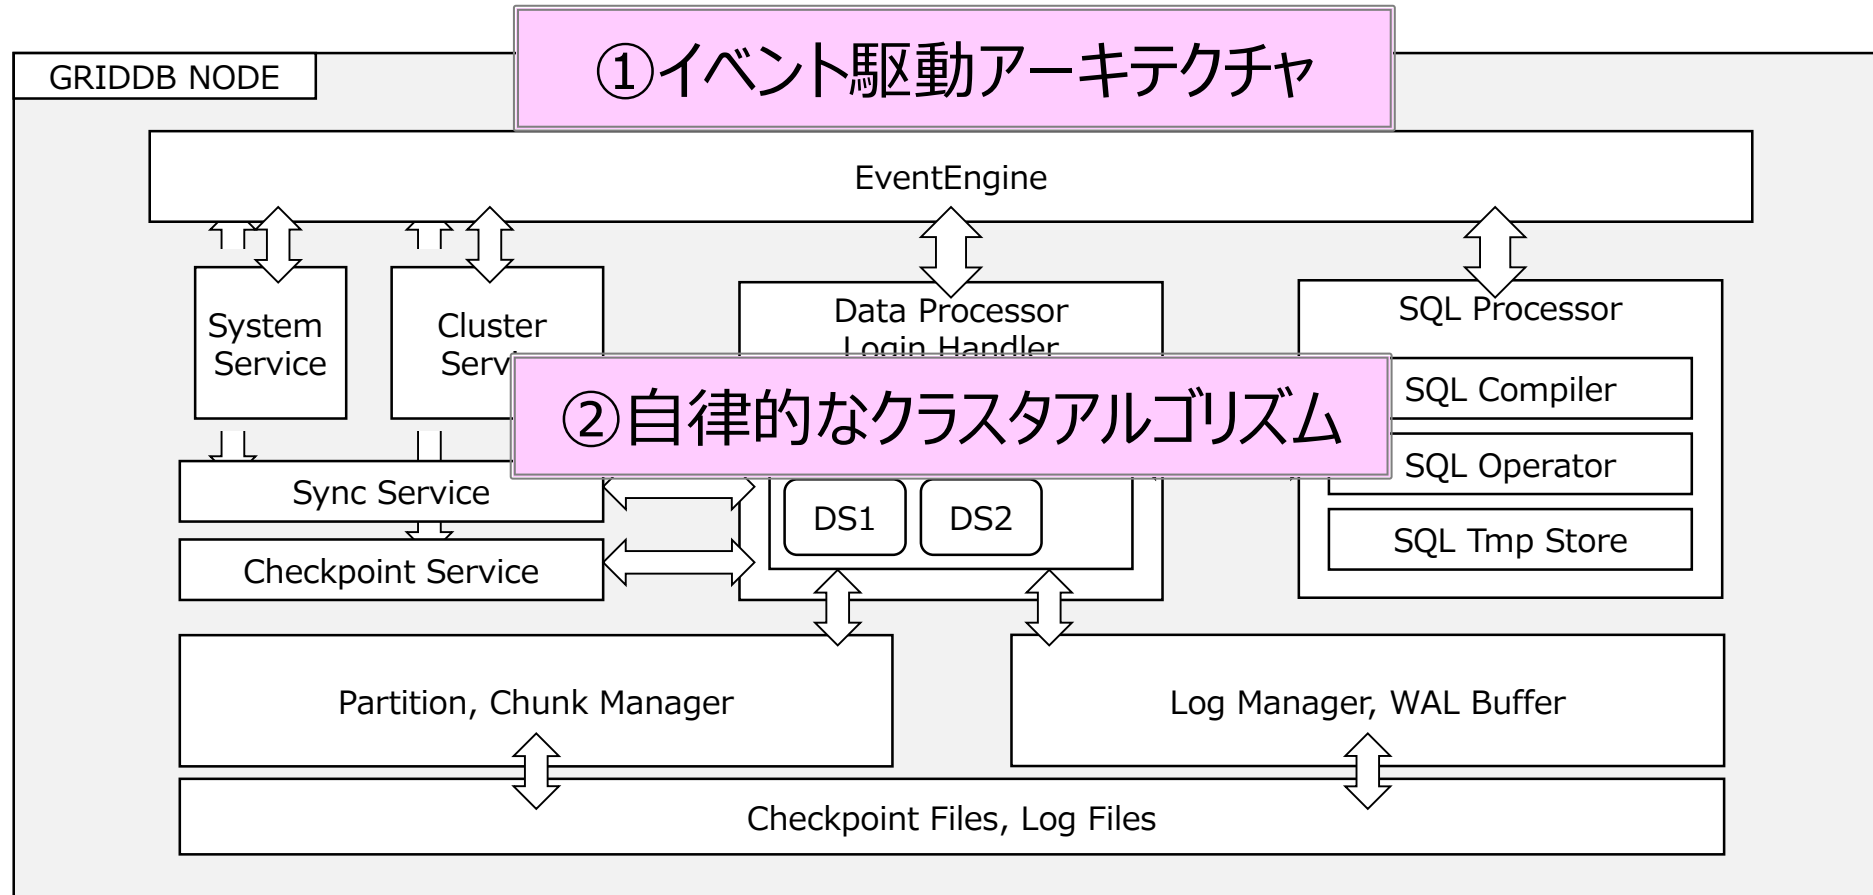 ①イベント駆動アーキテクチャ
GRIDDB NODE
EventEngine
System
Service
Cluster
Data Processor
Login Handler
SQL Processor
②自律的なクラスタアルゴリズム
SQL Compiler
SQL Operator
SQL Tmp Store
Sync Service
DS1
DS2
Checkpoint Service
Partition, Chunk Manager
Log Manager, WAL Buffer
Checkpoint Files, Log Files